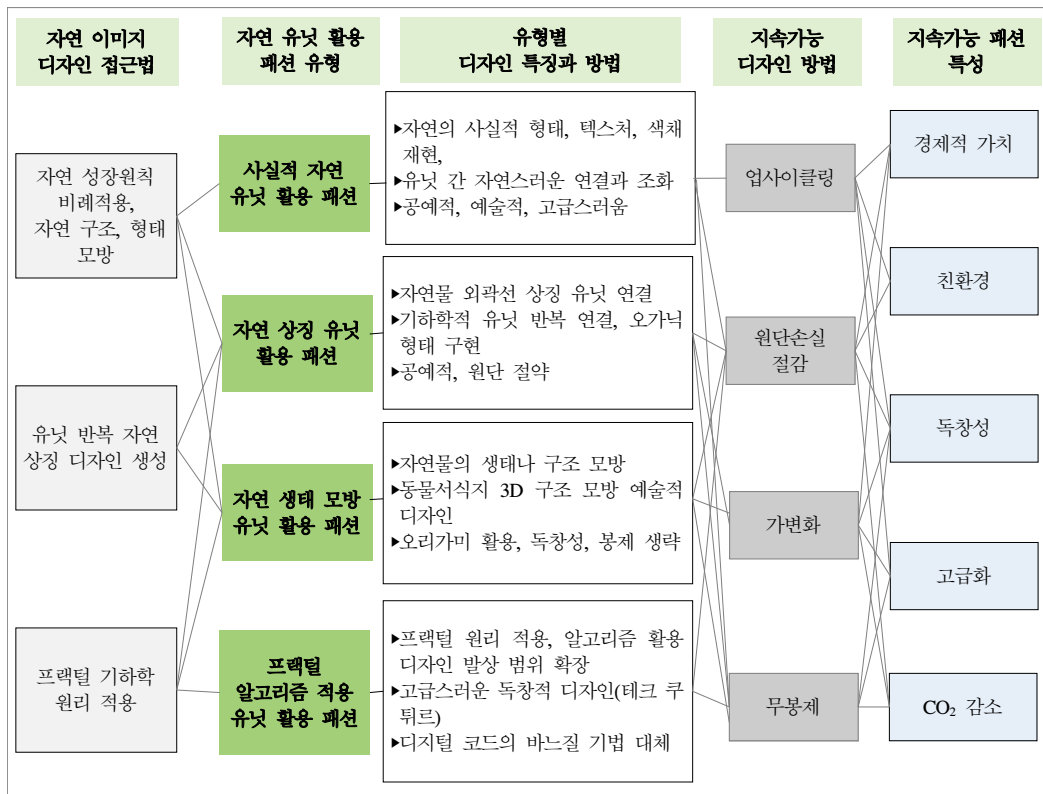 자연 이미지
디자인 접근법
자연 유닛 활용
패션 유형
유형별
디자인 특징과 방법
지속가능
디자인 방법
지속가능 패션
특성
자연 성장원칙
비례적용,
자연 구조, 형태
모방
유닛 반복 자연
상징 디자인 생성
프랙털 기하학
원리 적용
사실적 자연
유닛 활용 패션
자연 상징 유닛
활용 패션
자연 생태 모방
유닛 활용 패션
프랙털
알고리즘 적용
유닛 활용 패션
▶자연의 사실적 형태, 텍스처, 색채
재현,
▶유닛 간 자연스러운 연결과 조화
▶공예적, 예술적, 고급스러움
▶자연물 외곽선 상징 유닛 연결
▶기하학적 유닛 반복 연결, 오가닉
형태 구현
▶공예적, 원단 절약
▶자연물의 생태나 구조 모방
▶동물서식지 3D 구조 모방 예술적
디자인
▶오리가미 활용, 독창성, 봉제 생략
▶프랙털 원리 적용, 알고리즘 활용
디자인 발상 범위 확장
▶고급스러운 독창적 디자인(테크 쿠
튀르)
▶디지털 코드의 바느질 기법 대체
업사이클링
원단손실
절감
가변화
무봉제
경제적 가치
친환경
독창성
고급화
CO₂ 감소